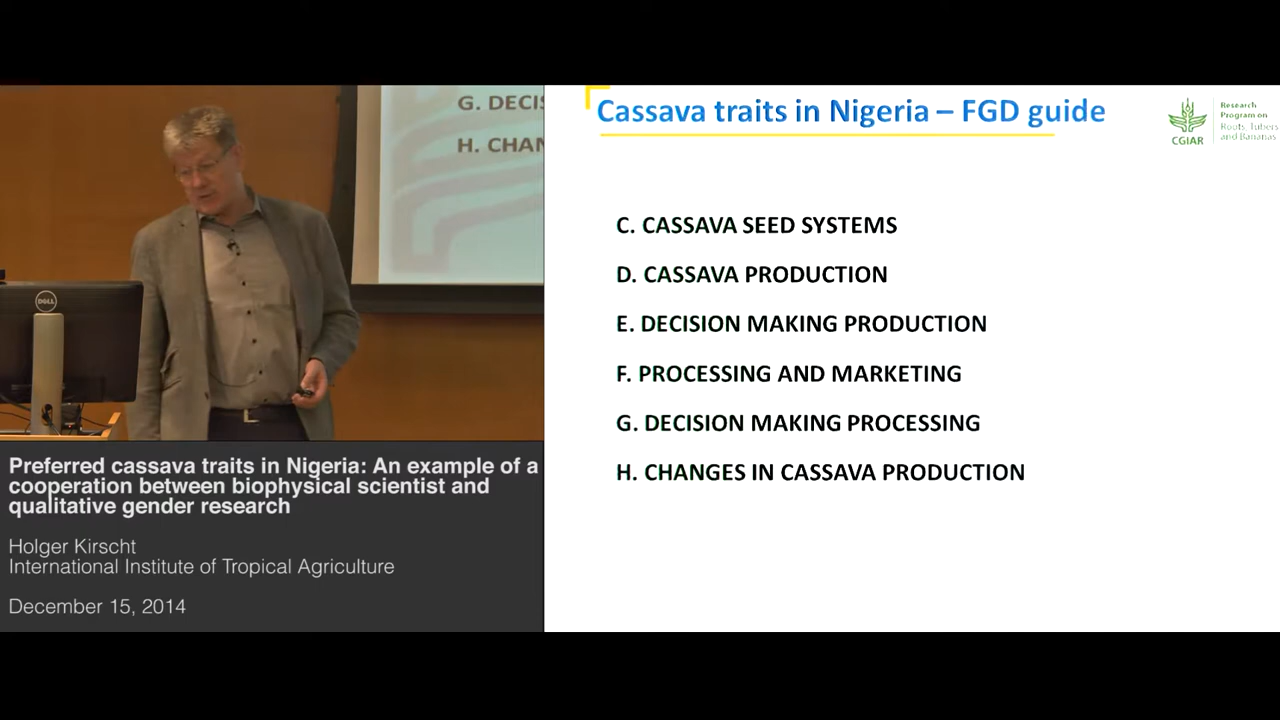 G. DECIS
H. CHAN
DELL
Preferred cassava traits in Nigeria: An example of a
cooperation between biophysical scientist and
qualitative gender research
Holger Kirscht
International Institute of Tropical Agriculture
December 15, 2014
Cassava traits in Nigeria – FGD guide
CGIAR
Research
Program on
Roots, Tubers
and Bananas
C. CASSAVA SEED SYSTEMS
D. CASSAVA PRODUCTION
E. DECISION MAKING PRODUCTION
F. PROCESSING AND MARKETING
G. DECISION MAKING PROCESSING
H. CHANGES IN CASSAVA PRODUCTION